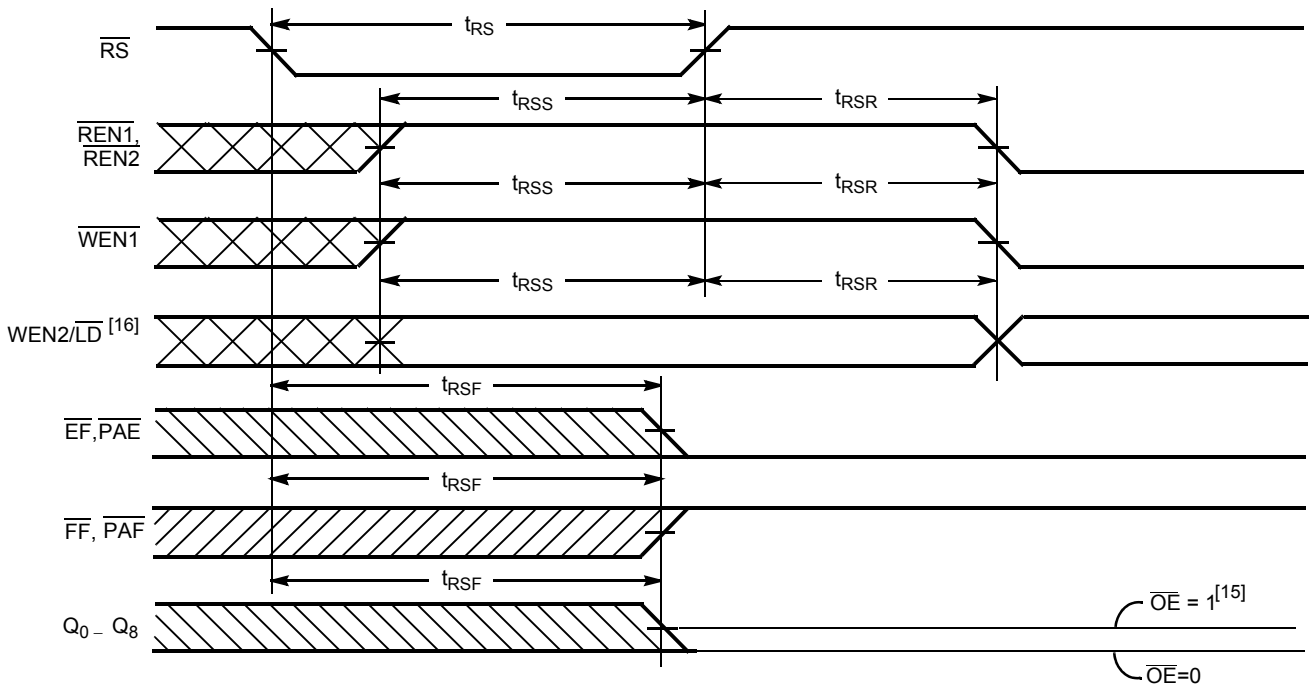 tRS
RS
tRSS
tRSR
REN1,
REN2
tRSS
tRSR
WEN1
tRSS
tRSR
WEN2/LD [16]
tRSF
EF,PAE
tRSF
FF, PAF
tRSF
OE = 1[15]
Q0 – Q8
OE=0